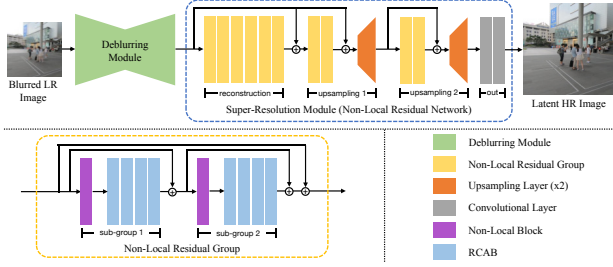 Blurred LR
Image
Deblurring
Module
reconstruction
upsampling 1
upsampling 2
out
Super-Resolution Module (Non-Local Residual Network)
Latent HR Image
sub-group 1
sub-group 2
Non-Local Residual Group
Deblurring Module
Non-Local Residual Group
Upsampling Layer (x2)
Convolutional Layer
Non-Local Block
RCAB